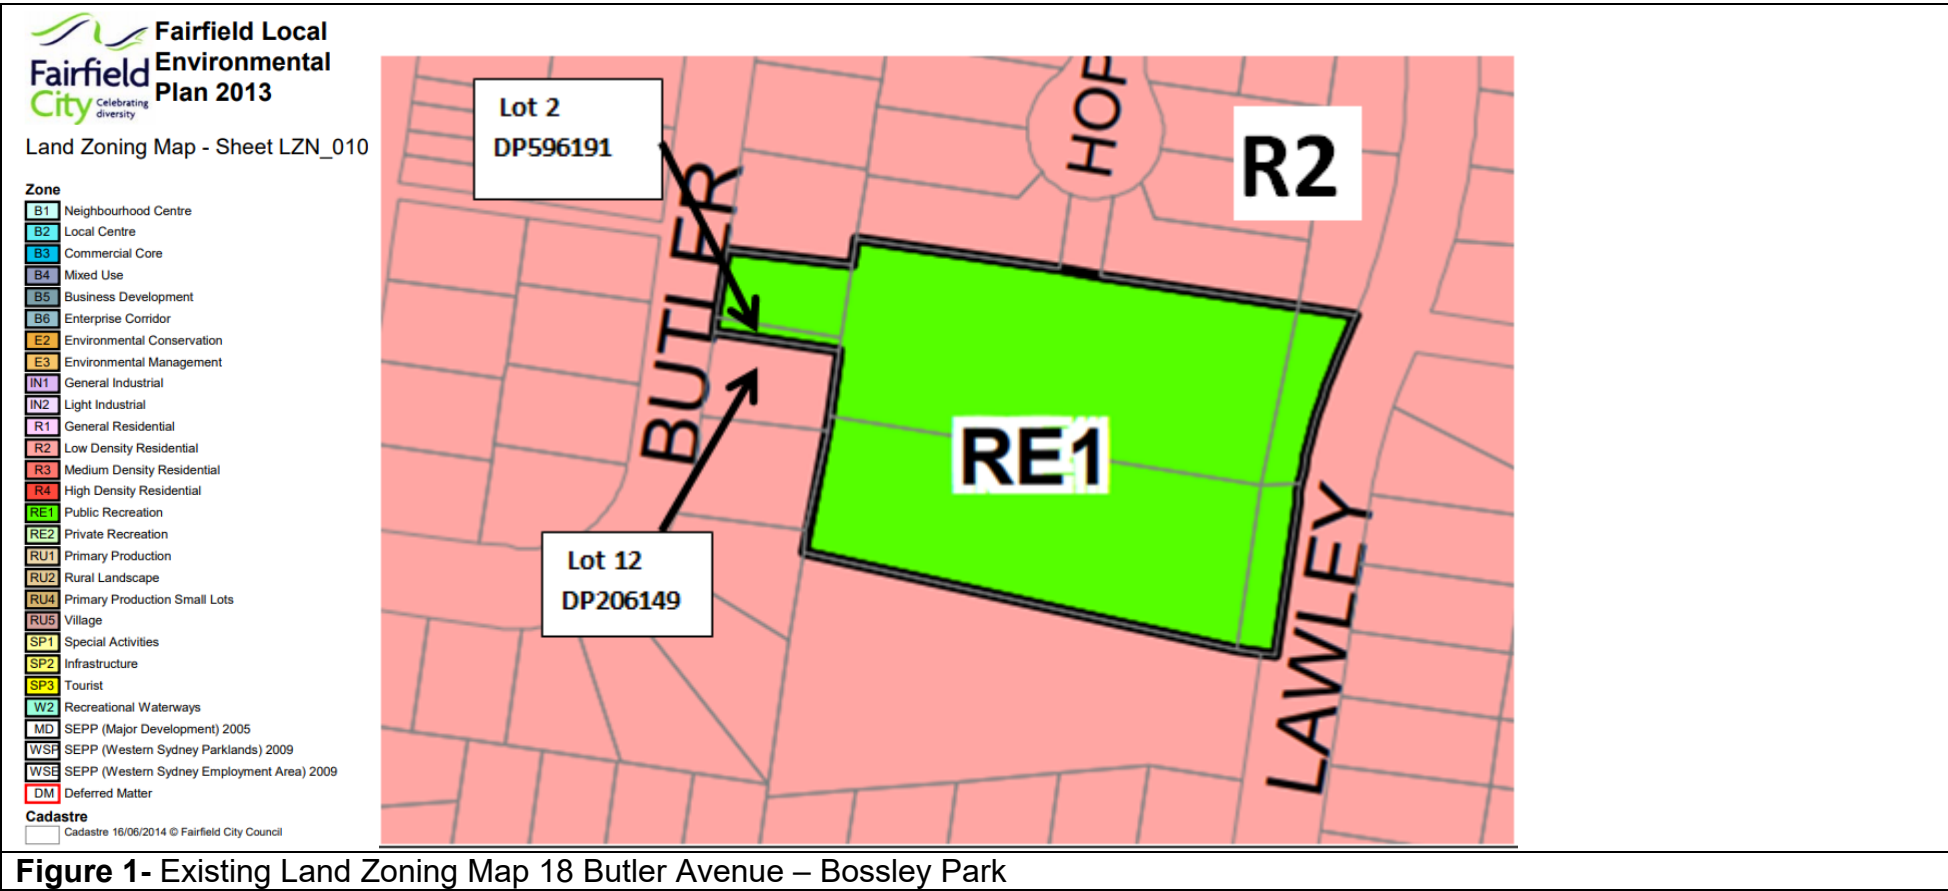 Fairfield
City Celebrating
diversity
Fairfield Local
Environmental
Plan 2013
Land Zoning Map - Sheet LZN_010
Zone
B1 Neighbourhood Centre
B2 Local Centre
B3 Commercial Core
B4 Mixed Use
B5 Business Development
B6 Enterprise Corridor
E2 Environmental Conservation
E3 Environmental Management
IN1 General Industrial
IN2 Light Industrial
R1 General Residential
R2 Low Density Residential
R3 Medium Density Residential
R4 High Density Residential
RE1 Public Recreation
RE2 Private Recreation
RU1 Primary Production
RU2 Rural Landscape
RU4 Primary Production Small Lots
RU5 Village
SP1 Special Activities
SP2 Infrastructure
SP3 Tourist
W2 Recreational Waterways
MD SEPP (Major Development) 2005
WSP SEPP (Western Sydney Parklands) 2009
WSE SEPP (Western Sydney Employment Area) 2009
DM Deferred Matter
Cadastre
Cadastre 16/06/2014 © Fairfield City Council
Lot 2
DP596191
BUTLER
HOP
R2
RE1
Lot 12
DP206149
LAWLEY
Figure 1- Existing Land Zoning Map 18 Butler Avenue – Bossley Park